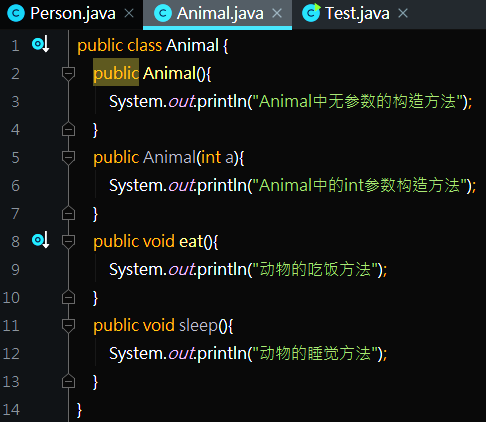 Person.java × Animal.java × Test.java ×
1 public class Animal {
2 public Animal(){
3 System.out.println("Animal中无参数的构造方法");
4 }
5 public Animal(int a){
6 System.out.println("Animal中的int参数构造方法");
7 }
8 public void eat(){
9 System.out.println("动物的吃饭方法");
10 }
11 public void sleep(){
12 System.out.println("动物的睡觉方法");
13 }
14 }